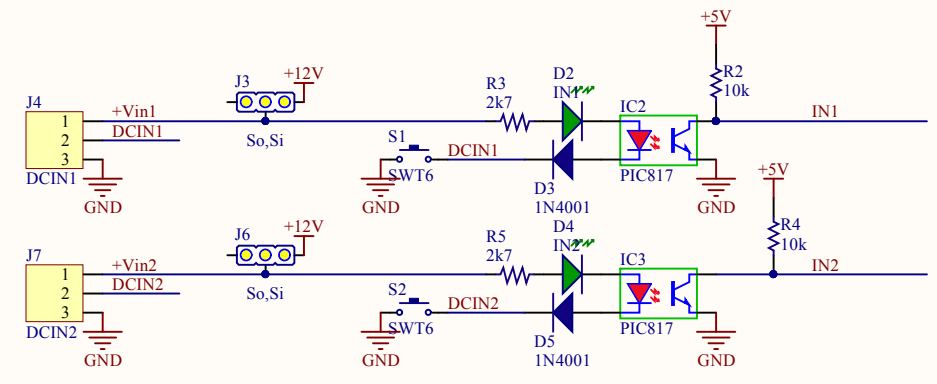 +5V
J3
+12V
D2
R2
10k
J4
+Vin1
R3
2k7
IN1
IC2
IN1
1
2
3
DCIN1
So,Si
S1
DCIN1
SWT6
D3
1N4001
PIC817
DCIN1
GND
GND
GND
+5V
J6
+12V
D4
R4
10k
J7
+Vin2
R5
2k7
IN2
IC3
IN2
1
2
3
DCIN2
So,Si
S2
DCIN2
SWT6
D5
1N4001
PIC817
DCIN2
GND
GND
GND